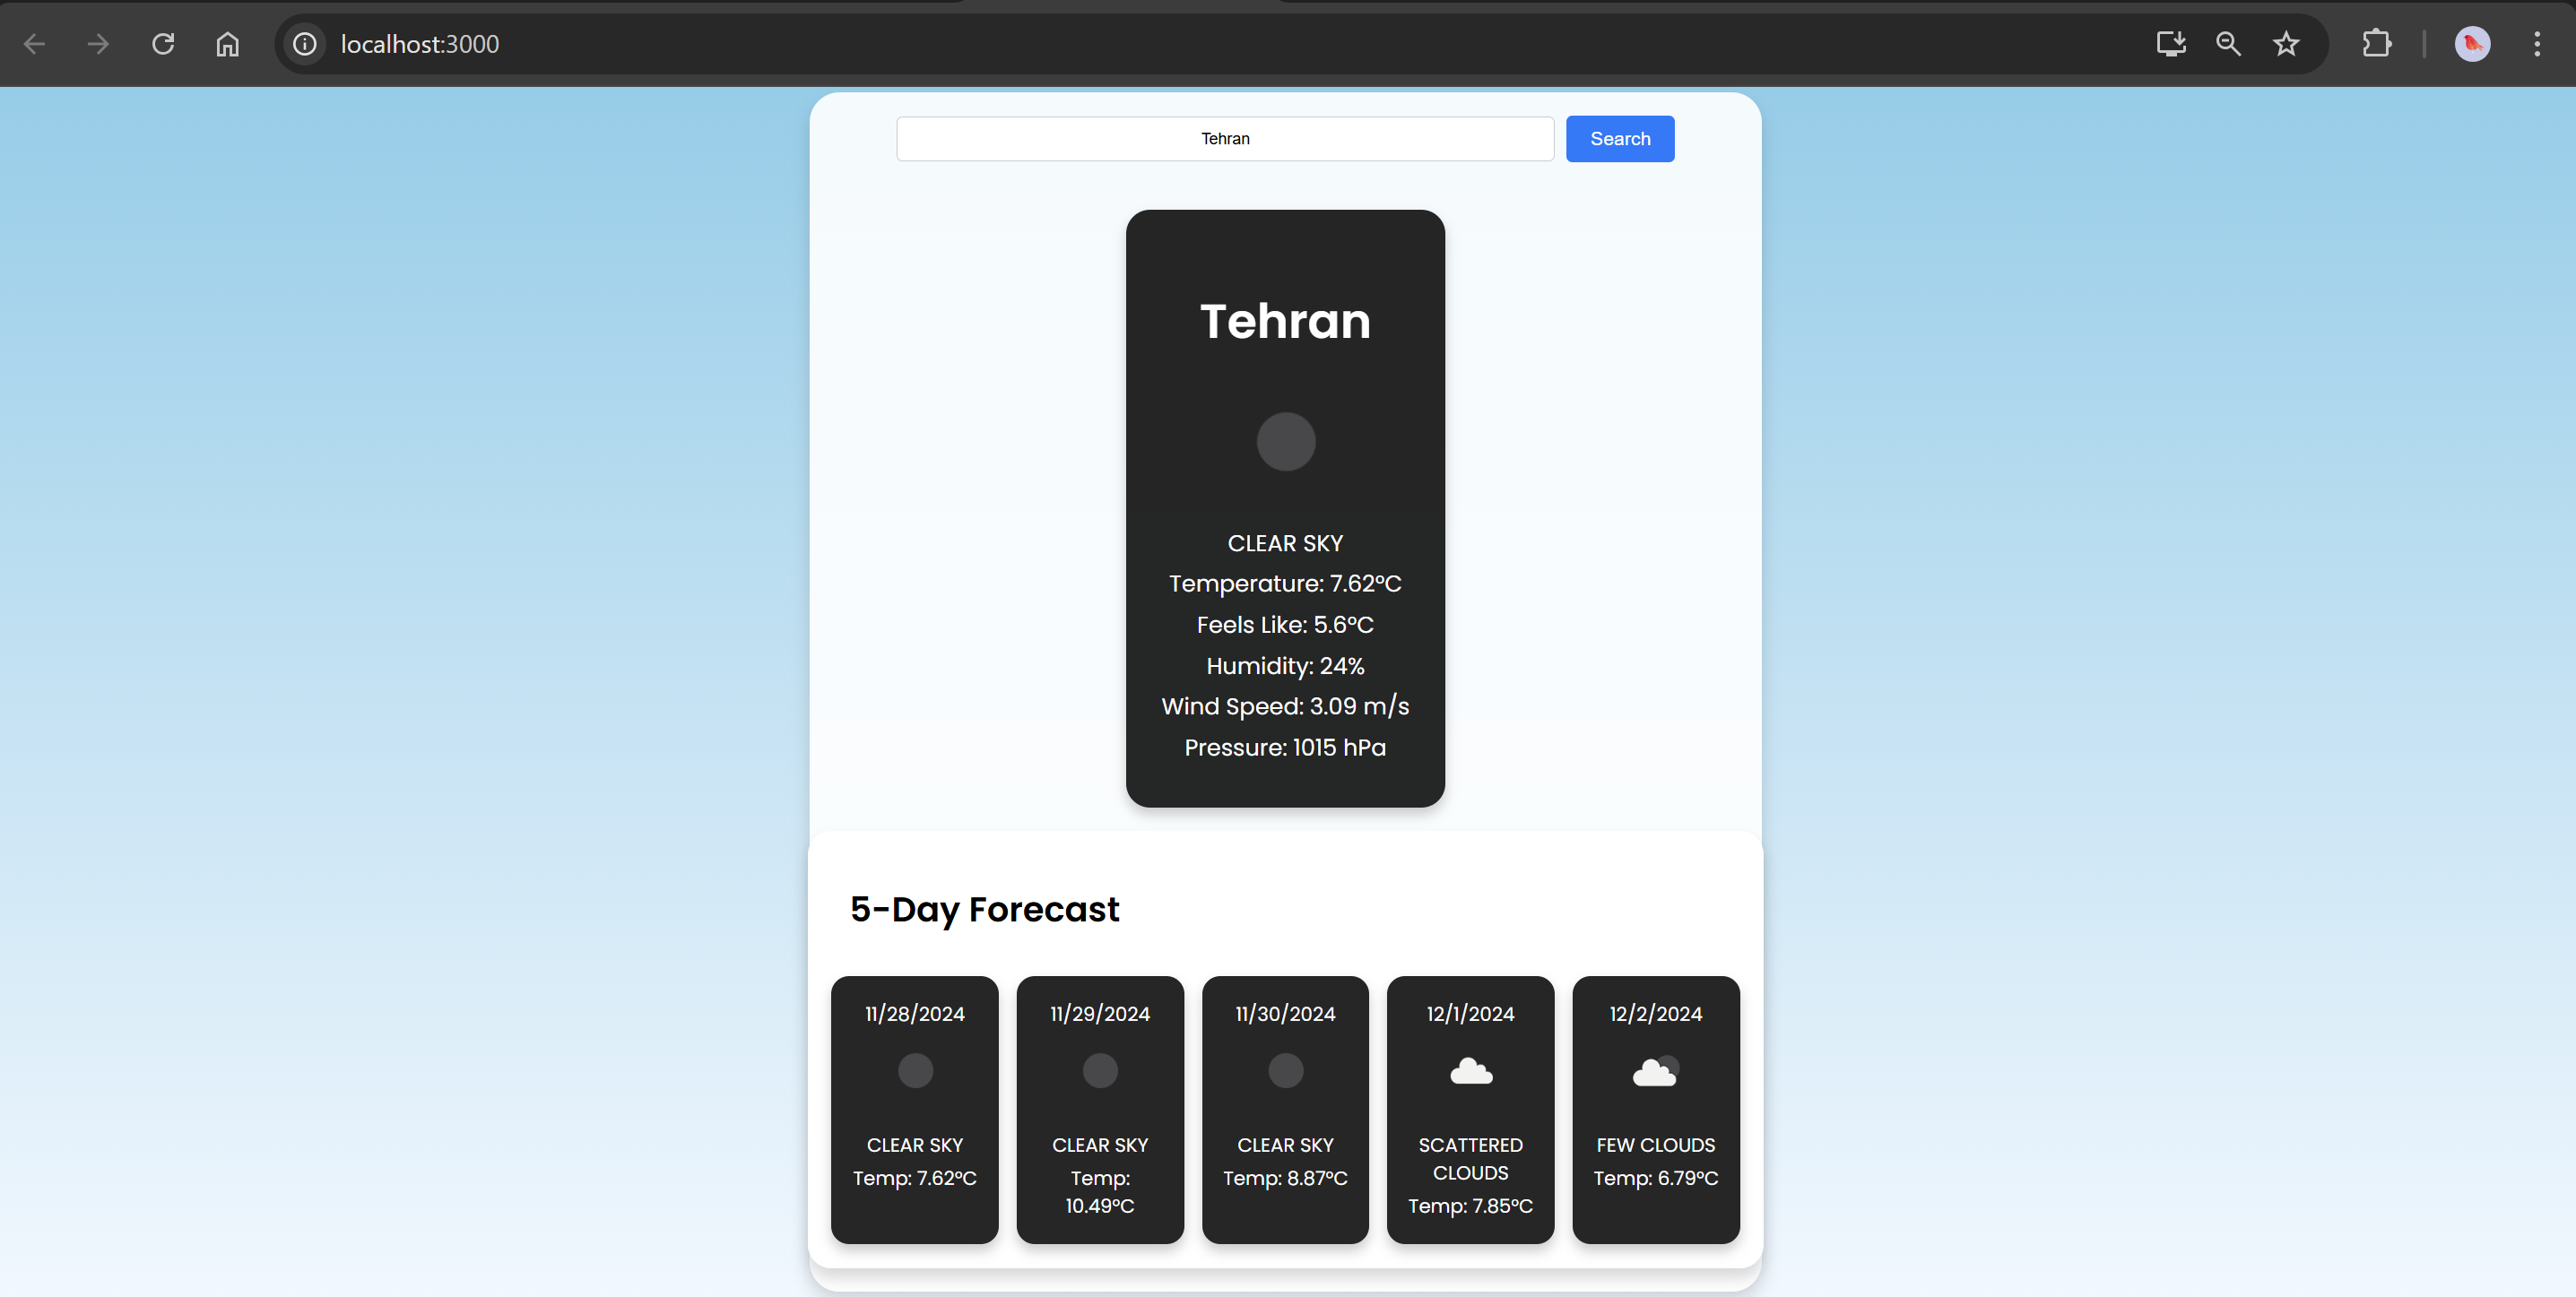 localhost:3000
Tehran
Search
Tehran
CLEAR SKY
Temperature: 7.62°C
Feels Like: 5.6°C
Humidity: 24%
Wind Speed: 3.09 m/s
Pressure: 1015 hPa
5-Day Forecast
11/28/2024
CLEAR SKY
Temp: 7.62°C
11/29/2024
CLEAR SKY
Temp:
10.49°C
11/30/2024
CLEAR SKY
Temp: 8.87°C
12/1/2024
SCATTERED
CLOUDS
Temp: 7.85°C
12/2/2024
FEW CLOUDS
Temp: 6.79°C